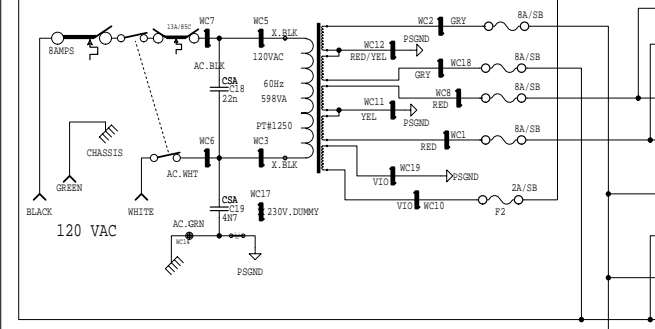 8AMPS
13A/85C
WC7
WC5
X.BLK
120VAC
AC.BLK
CSA
C18
22n
60Hz
598VA
PT#1250
WC2 GRY
8A/SB
PSGND
WC12
RED/YEL
GRY
WC18
8A/SB
WC8
RED
8A/SB
WC11
YEL
PSGND
WC1
RED
8A/SB
CHASSIS
GREEN
BLACK
WHITE
120 VAC
WC6
WC3
AC.WHT
X.BLK
CSA
C19
4N7
WC17
230V.DUMMY
AC.GRN
WC14
PSGND
WC19
VIO
PSGND
VIO
WC10
2A/SB
F2